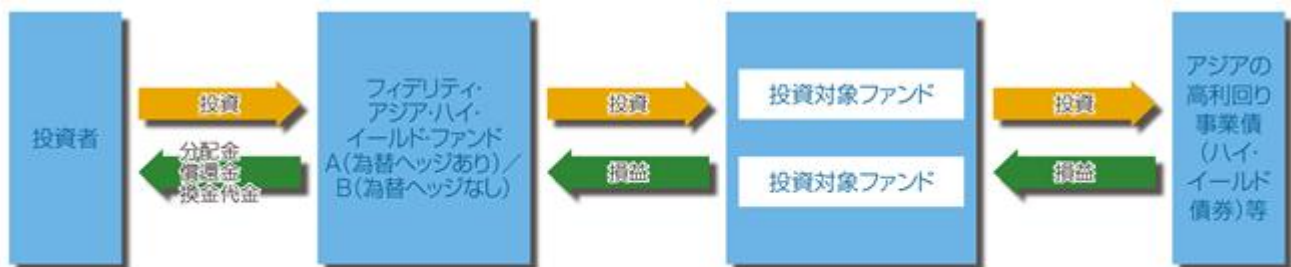 投資者
投資
分配金
償還金
換金代金
フィデリティ・
アジア・ハイ・
イールド・ファンド
A(為替ヘッジあり)/
B(為替ヘッジなし)
投資
損益
投資対象ファンド
投資対象ファンド
投資
損益
アジアの
高利回り
事業債
(ハイ・
イールド
債券)等